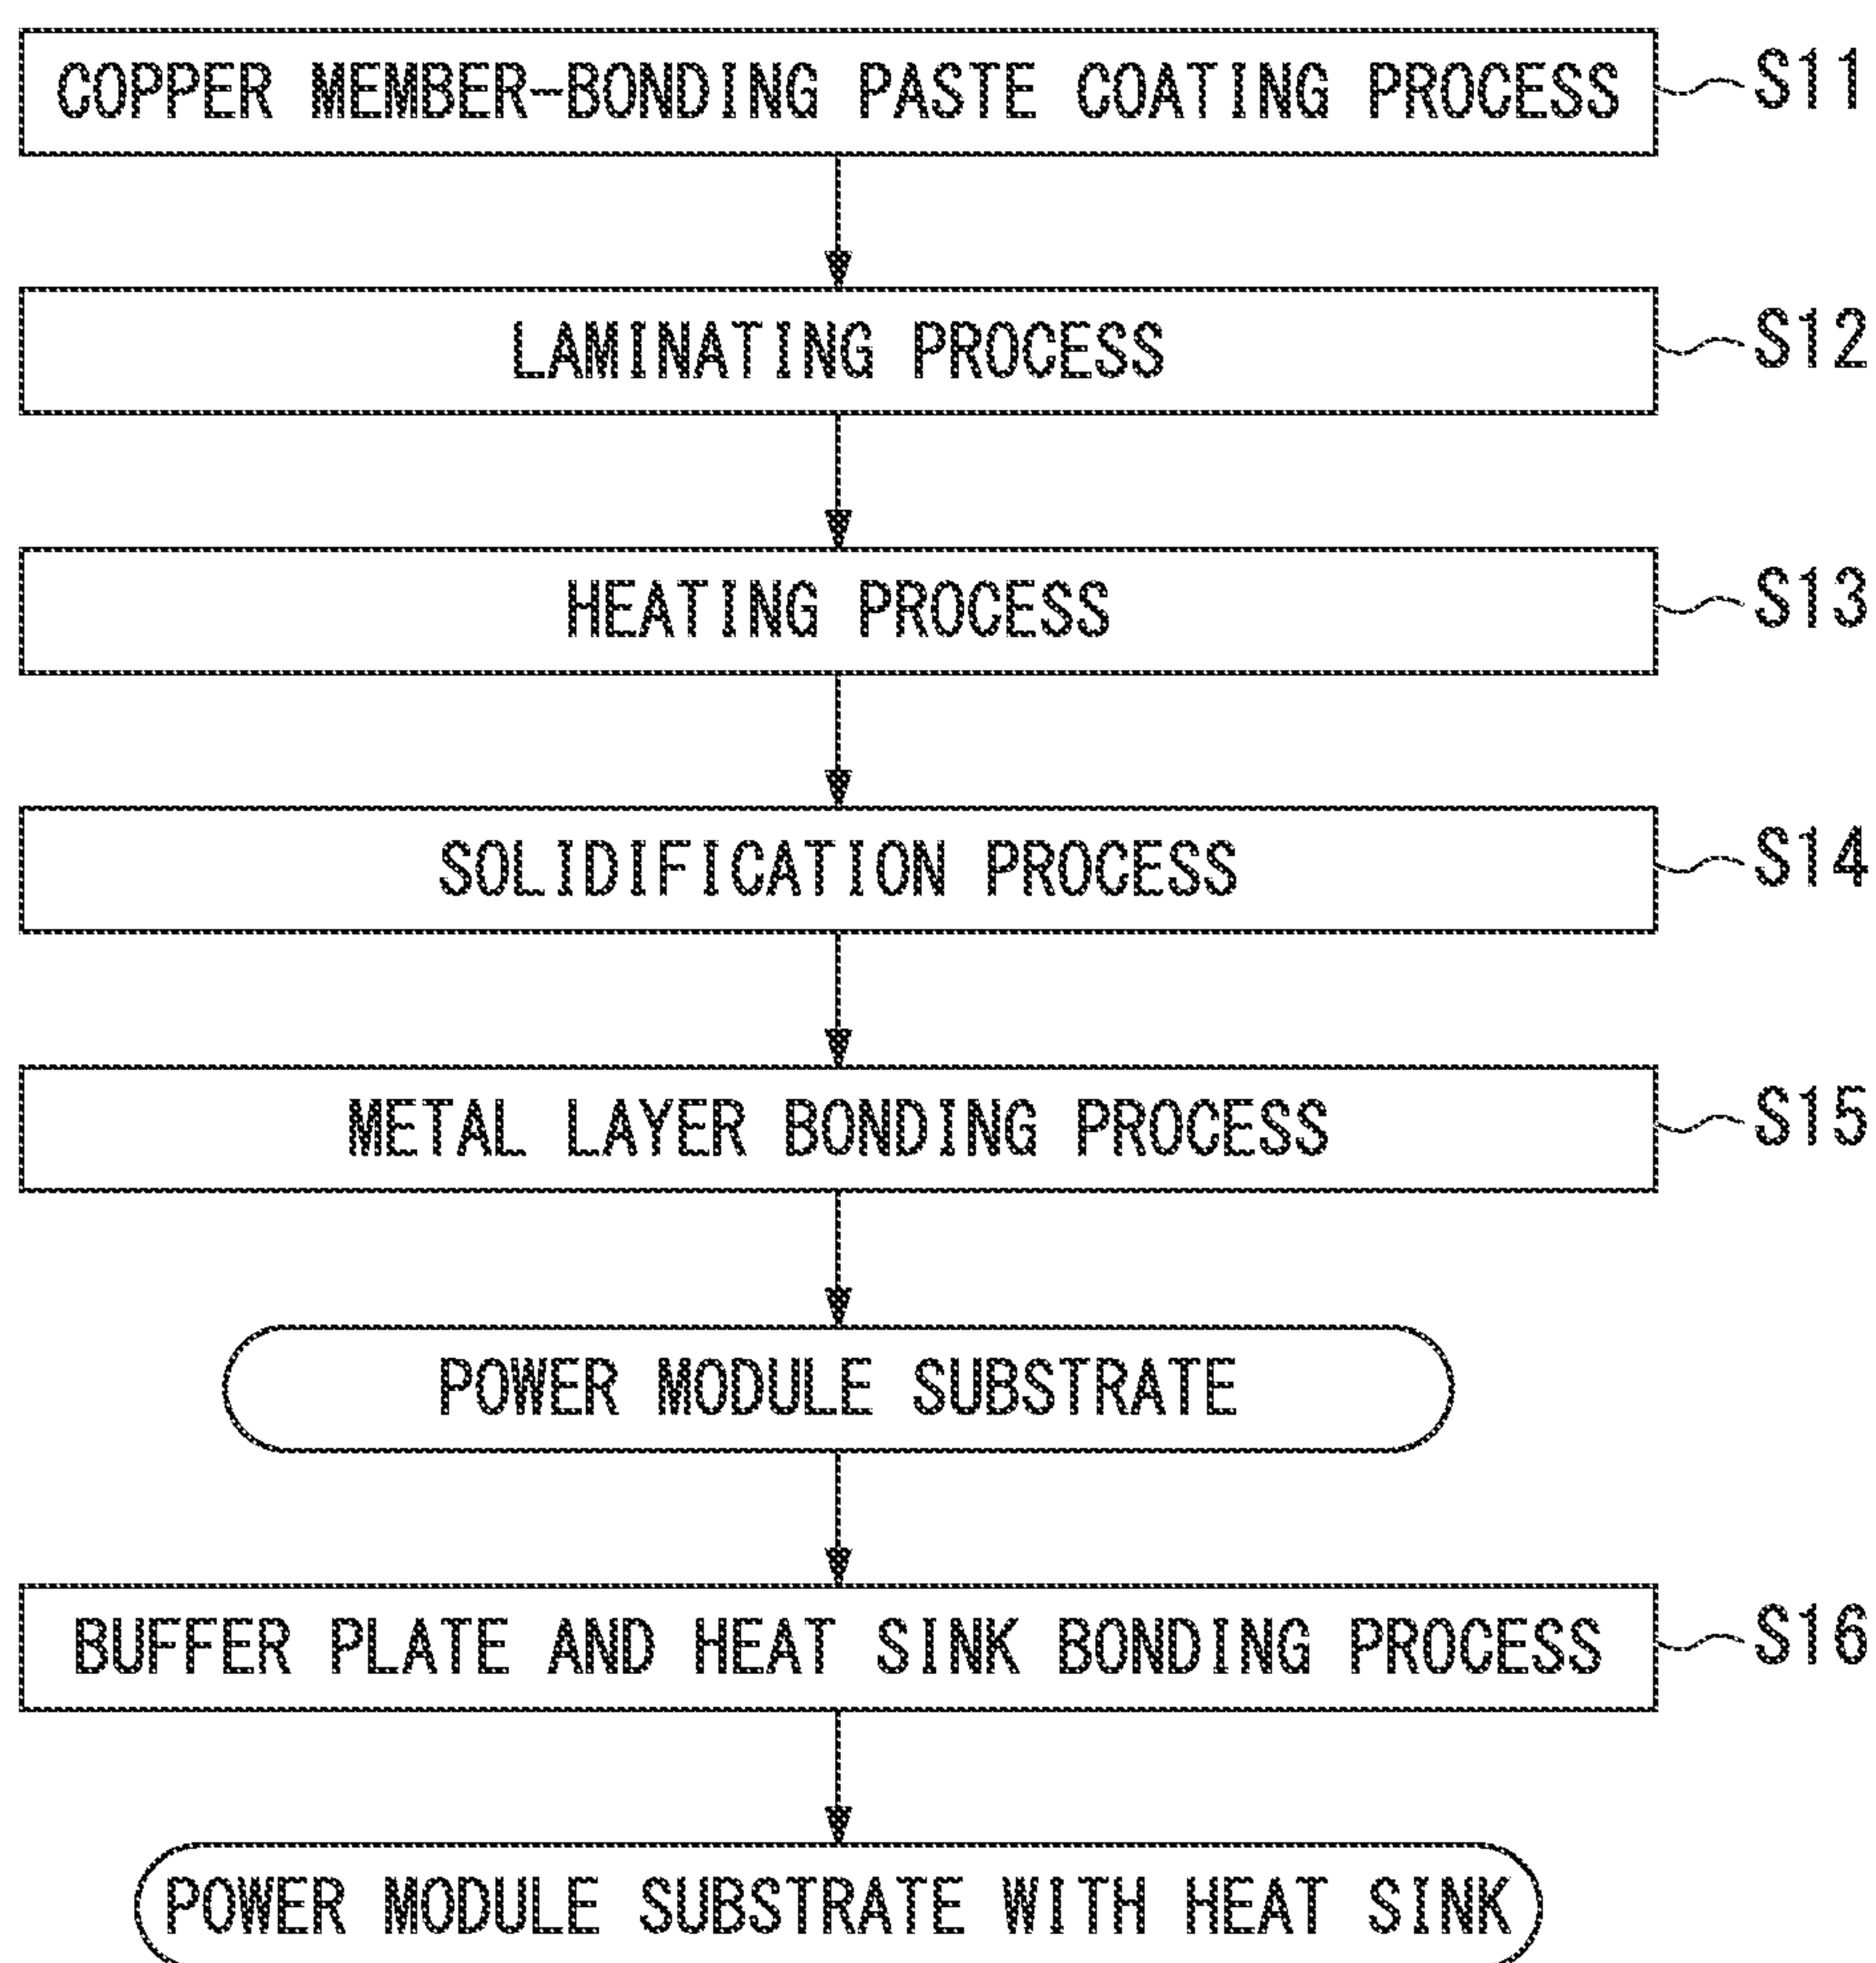 COPPER MEMBER-BONDING PASTE COATING PROCESS S11
LAMINATING PROCESS S12
HEATING PROCESS S13
SOLIDIFICATION PROCESS S14
METAL LAYER BONDING PROCESS S15
POWER MODULE SUBSTRATE
BUFFER PLATE AND HEAT SINK BONDING PROCESS S16
POWER MODULE SUBSTRATE WITH HEAT SINK